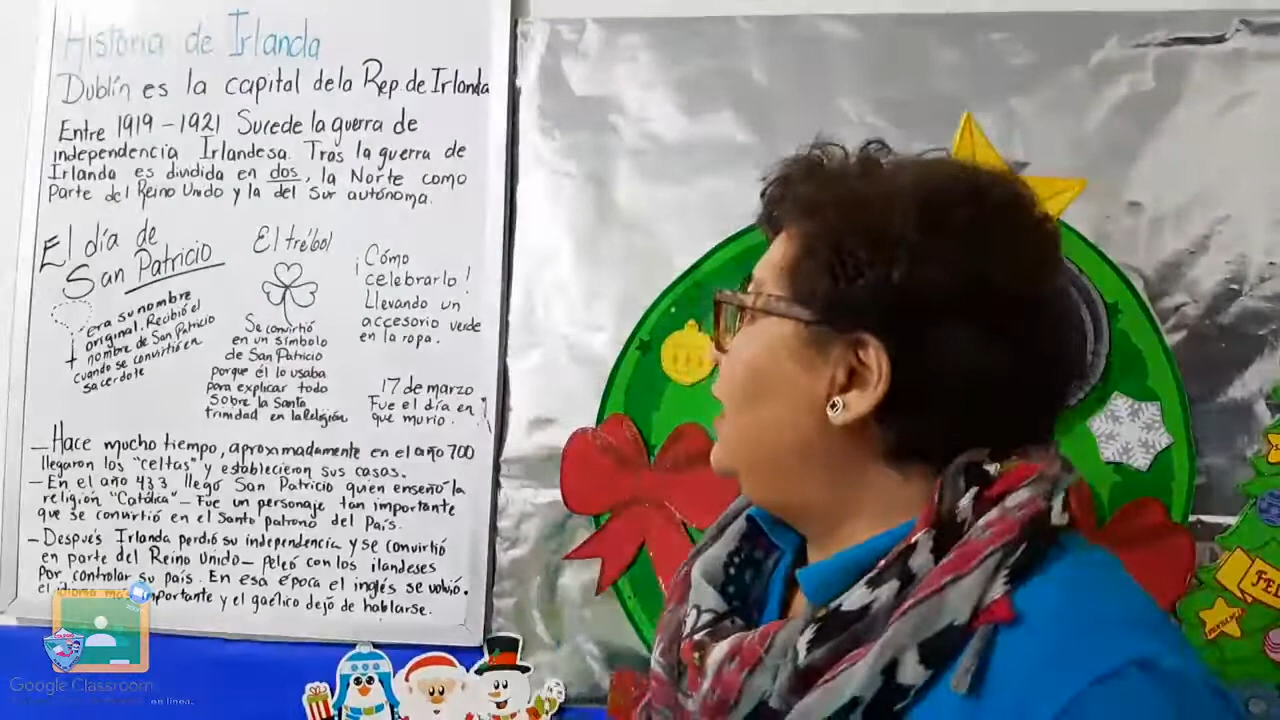 Historia de Irlanda
Dublín es la capital dela Rep. de Irlanda
Entre 1919-1921 Sucede la guerra de
independencia Irlandesa. Tras la guerra de
Irlanda es dividida en dos, la Norte como
parte del Reino Unido y la del Sur autónoma.
El día de
San Patricio
era su nombre
original. Recibió el
nombre de San Patricio
cuando se convirtió en
sacerdote
El trébol
Se convirtió
en un símbolo
de San Patricio
porque él lo usaba
para explicar todo
sobre la Santa
trinidad en la Religión
¡Cómo
celebrarlo!
Llevando un
accesorio verde
en la ropa.
17 de marzo
Fue el día en
que murio.
- Hace mucho tiempo, aproximadamente en el año 700
llegaron los "celtas" y establecieron sus casas.
- En el año 433 llegó San Patricio quien enseñó la
religión "Católica" - Fue un personaje tan importante
que se convirtió en el Santo patrono del País.
- Después Irlanda perdió su independencia y se convirtió
en parte del Reino Unido - Peleó con los ilandeses
por controlar su país. En esa época el inglés se volvió.
el idioma más importante y el gaélico dejó de hablarse.
Google Classroom
en línea.
FE